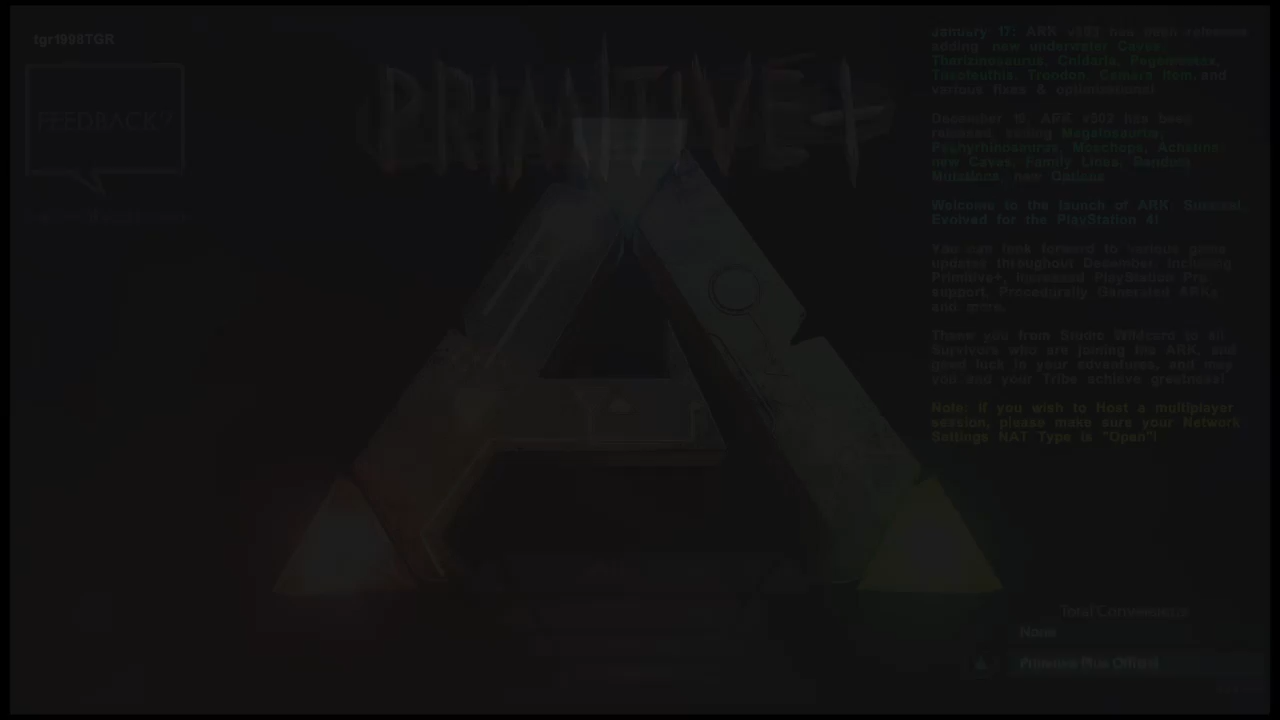 tgr1998TGR
PRIMITIVE+
FEEDBACK?
January 17: ARK v503 has been released
adding new underwater Caves,
Therizinosaurus, Cnidaria,
Tusoteuthis, Troodon, Camera Item, and
various fixes & optimizations!
December 16, ARK v502 has been
released, adding Megalosaurus,
Pachyrhinosaurus, Moschops, Achatina
new Caves, Family Lines, Random
Mutations, new Desires
Welcome to the launch of ARK: Survival
Evolved for the PlayStation 4!
You can look forward to various game
updates throughout December, including
Primitive+, increased PlayStation Pro
support, Procedurally Generated ARKs
and more.
Thank you from Studio Wildcard to all
Survivors who are joining the ARK, and
good luck in your adventures, and may
you and your Tribe achieve greatness!
Note: if you wish to Host a multiplayer
session, please make sure your Network
Settings NAT Type is "Open"!
Total Conversions
Name
Primitive Plus Official